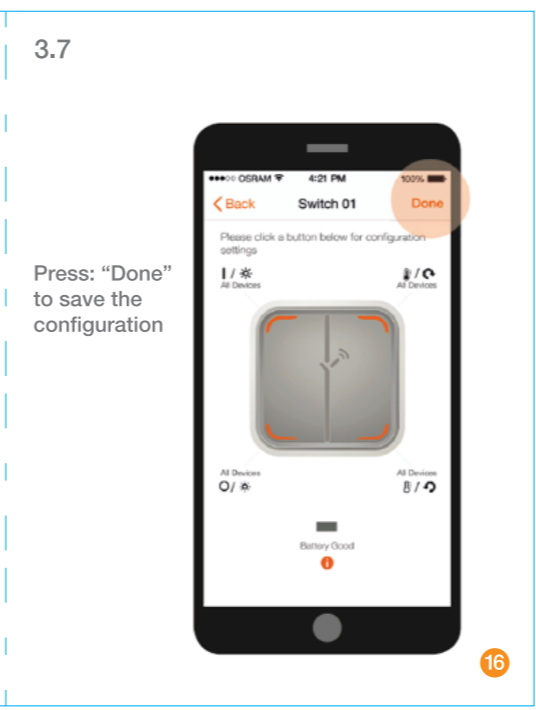 3.7
OSRAM 4:21 PM 100%
Back Switch 01 Done
Please click a button below for configuration
settings
I / 
All Devices
/
All Devices
Press: “Done”
to save the
configuration
All Devices
O/
All Devices
/
Battery Good
i
16